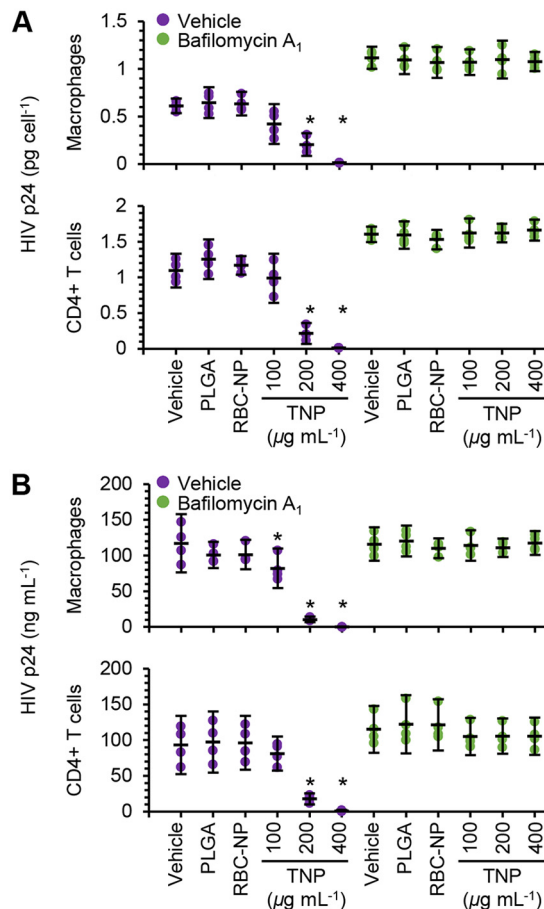 A
Vehicle
Bafilomycin A1
HIV p24 (pg cell-1)
Macrophages
1.5
1
0.5
0
* *
CD4+ T cells
2
1.5
1
0.5
0
* *
Vehicle PLGA RBC-NP 100 200 400 Vehicle PLGA RBC-NP 100 200 400
TNP TNP
(µg mL-1) (µg mL-1)
B
Vehicle
Bafilomycin A1
HIV p24 (ng mL-1)
Macrophages
200
150
100
50
0
* * *
CD4+ T cells
200
150
100
50
0
* *
Vehicle PLGA RBC-NP 100 200 400 Vehicle PLGA RBC-NP 100 200 400
TNP TNP
(µg mL-1) (µg mL-1)